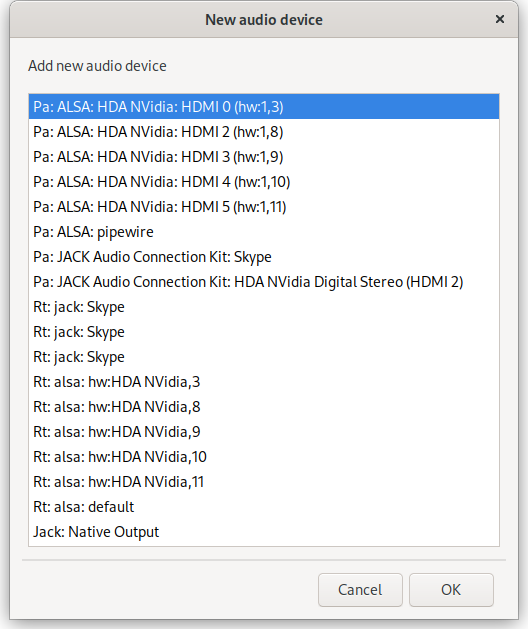 New audio device
Add new audio device
Pa: ALSA: HDA NVidia: HDMI 0 (hw:1,3)
Pa: ALSA: HDA NVidia: HDMI 2 (hw:1,8)
Pa: ALSA: HDA NVidia: HDMI 3 (hw:1,9)
Pa: ALSA: HDA NVidia: HDMI 4 (hw:1,10)
Pa: ALSA: HDA NVidia: HDMI 5 (hw:1,11)
Pa: ALSA: pipewire
Pa: JACK Audio Connection Kit: Skype
Pa: JACK Audio Connection Kit: HDA NVidia Digital Stereo (HDMI 2)
Rt: jack: Skype
Rt: jack: Skype
Rt: jack: Skype
Rt: alsa: hw:HDA NVidia,3
Rt: alsa: hw:HDA NVidia,8
Rt: alsa: hw:HDA NVidia,9
Rt: alsa: hw:HDA NVidia,10
Rt: alsa: hw:HDA NVidia,11
Rt: alsa: default
Jack: Native Output
Cancel OK